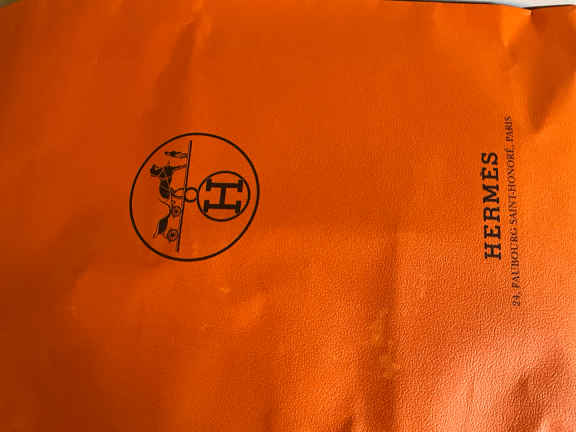 H
HERMÈS
24, FAUBOURG SAINT-HONORÉ, PARIS